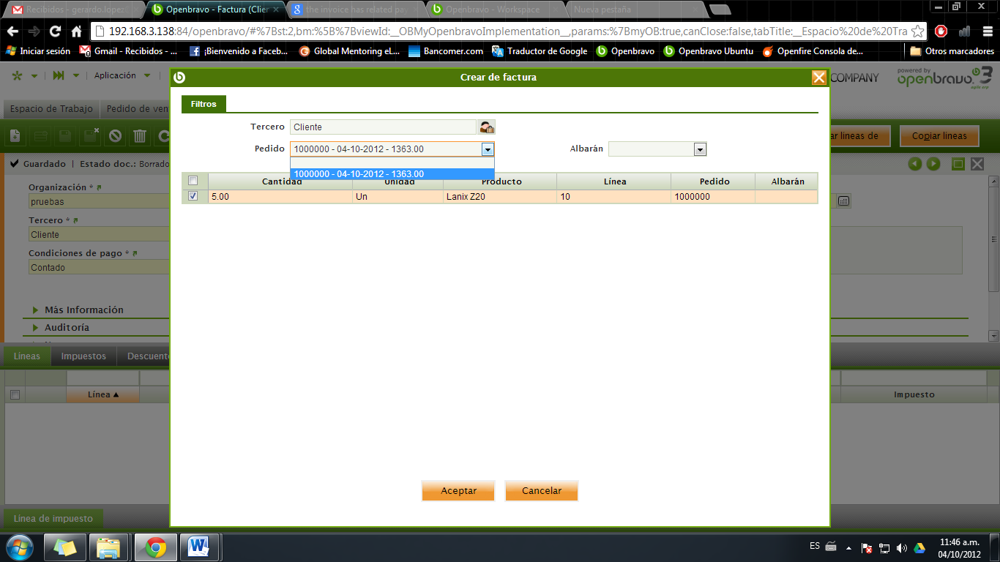 Recibidos - gerardo.lopez
Openbravo - Factura (Clien
the invoice has related pay
Openbravo - Workspace
Nueva pestaña
192.168.3.138:84/openbravo/#%7Bst:2,bm:%5B%7BviewId:__OBMyOpenbravoImplementation__,params:%7BmyOB:true,canClose:false,tabTitle:__Espacio%20de%20Tra
Iniciar sesión
Gmail - Recibidos - ...
¡Bienvenido a Faceb...
Global Mentoring eL...
Bancomer.com
Traductor de Google
Openbravo
Openbravo Ubuntu
Openfire Consola de...
Otros marcadores
Aplicación
Crear de factura
COMPANY
powered by
openbravo 3
agile erp
Espacio de Trabajo
Pedido de ven
Filtros
Tercero
Cliente
ar lineas de
Copiar lineas
Pedido
1000000 - 04-10-2012 - 1363.00
Albarán
Guardado
Estado doc.: Borrado
1000000 - 04-10-2012 - 1363.00
Cantidad
Unidad
Producto
Línea
Pedido
Albarán
5.00
Un
Lanix Z20
10
1000000
Organización *
pruebas
Tercero *
Cliente
Condiciones de pago *
Contado
Más Información
Auditoría
Lineas
Impuestos
Descuent
Línea
Impuesto
Aceptar
Cancelar
Linea de impuesto
ES
11:46 a.m.
04/10/2012